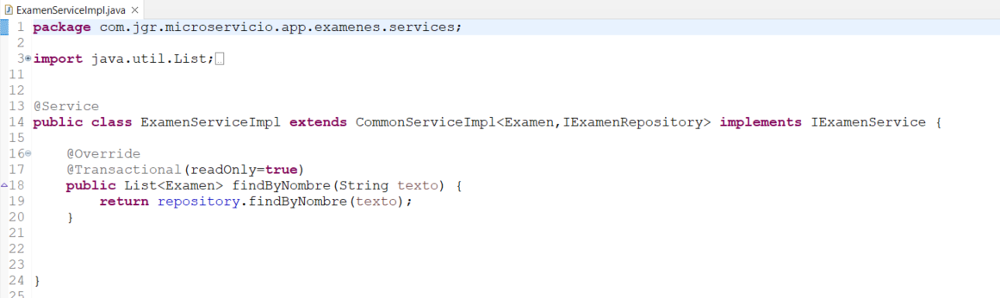 ExamenServiceImpl.java
1 package com.jgr.microservicio.app.examenes.services;
2
3 import java.util.List;
11
12
13 @Service
14 public class ExamenServiceImpl extends CommonServiceImpl<Examen,IExamenRepository> implements IExamenService {
15
16     @Override
17     @Transactional(readOnly=true)
18     public List<Examen> findByNombre(String texto) {
19         return repository.findByNombre(texto);
20     }
21
22
23
24 }
25